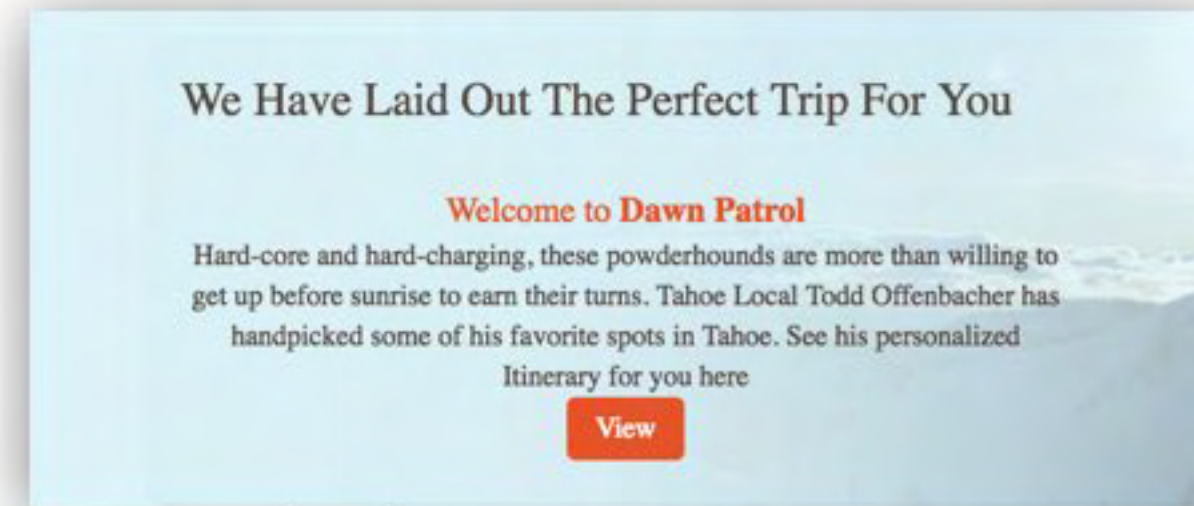 We Have Laid Out The Perfect Trip For You
Welcome to Dawn Patrol
Hard-core and hard-charging, these powderhounds are more than willing to
get up before sunrise to earn their turns. Tahoe Local Todd Offenbacher has
handpicked some of his favorite spots in Tahoe. See his personalized
Itinerary for you here
View